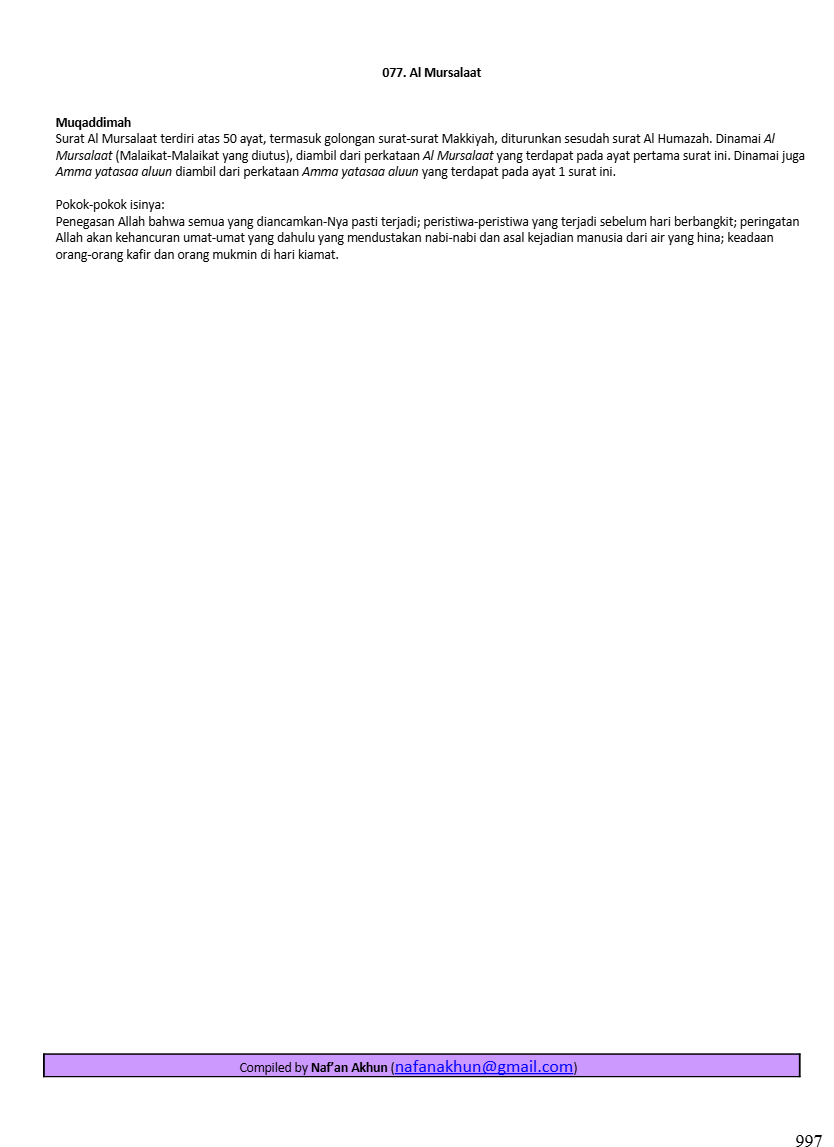 077. Al Mursalaat
Muqaddimah
Surat Al Mursalaat terdiri atas 50 ayat, termasuk golongan surat-surat Makkiyah, diturunkan sesudah surat Al Humazah. Dinamai Al
Mursalaat (Malaikat-Malaikat yang diutus), diambil dari perkataan Al Mursalaat yang terdapat pada ayat pertama surat ini. Dinamai juga
Amma yatasaa aluun diambil dari perkataan Amma yatasaa aluun yang terdapat pada ayat 1 surat ini.
Pokok-pokok isinya:
Penegasan Allah bahwa semua yang diancamkan-Nya pasti terjadi; peristiwa-peristiwa yang terjadi sebelum hari berbangkit; peringatan
Allah akan kehancuran umat-umat yang dahulu yang mendustakan nabi-nabi dan asal kejadian manusia dari air yang hina; keadaan
orang-orang kafir dan orang mukmin di hari kiamat.
Compiled by Naf’an Akhun (nafanakhun@gmail.com)
997